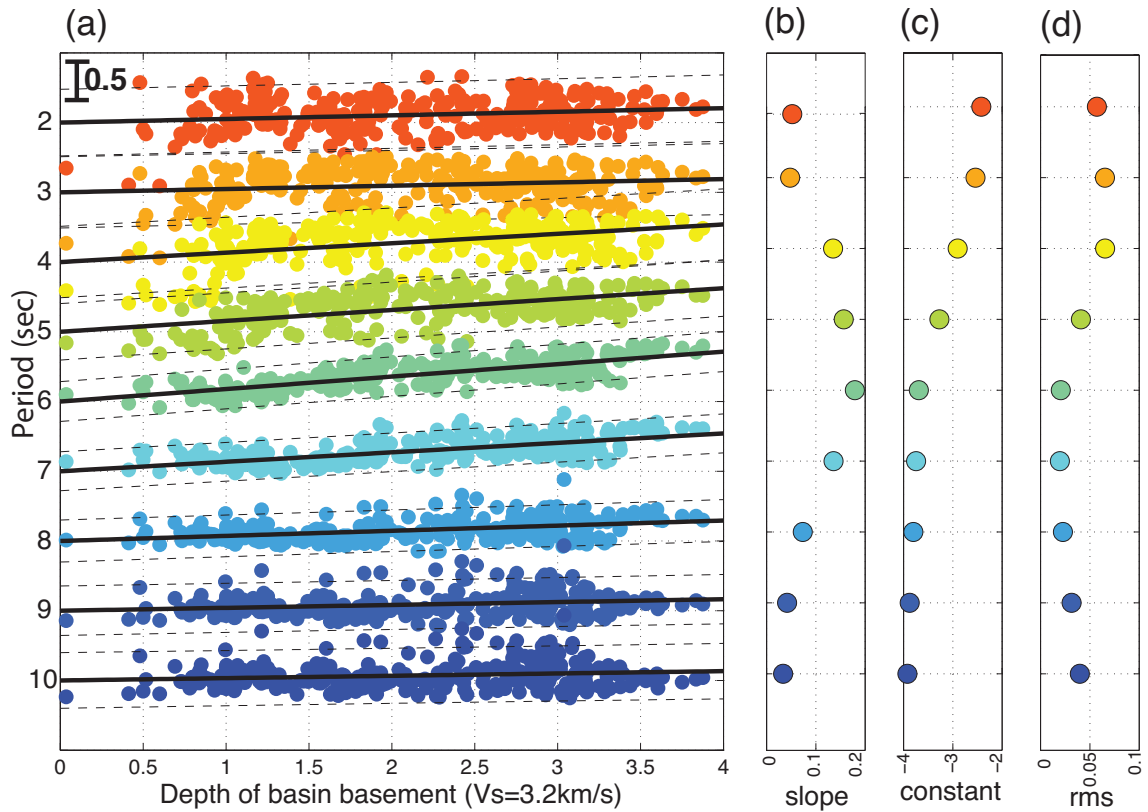 (a)
(b)
(c)
(d)
0.5
2
3
4
5
6
7
8
9
10
Period (sec)
0 0.5 1 1.5 2 2.5 3 3.5 4
Depth of basin basement (Vs=3.2km/s)
0 0.1 0.2
slope
−4 −3 −2
constant
0 0.05 0.1
rms